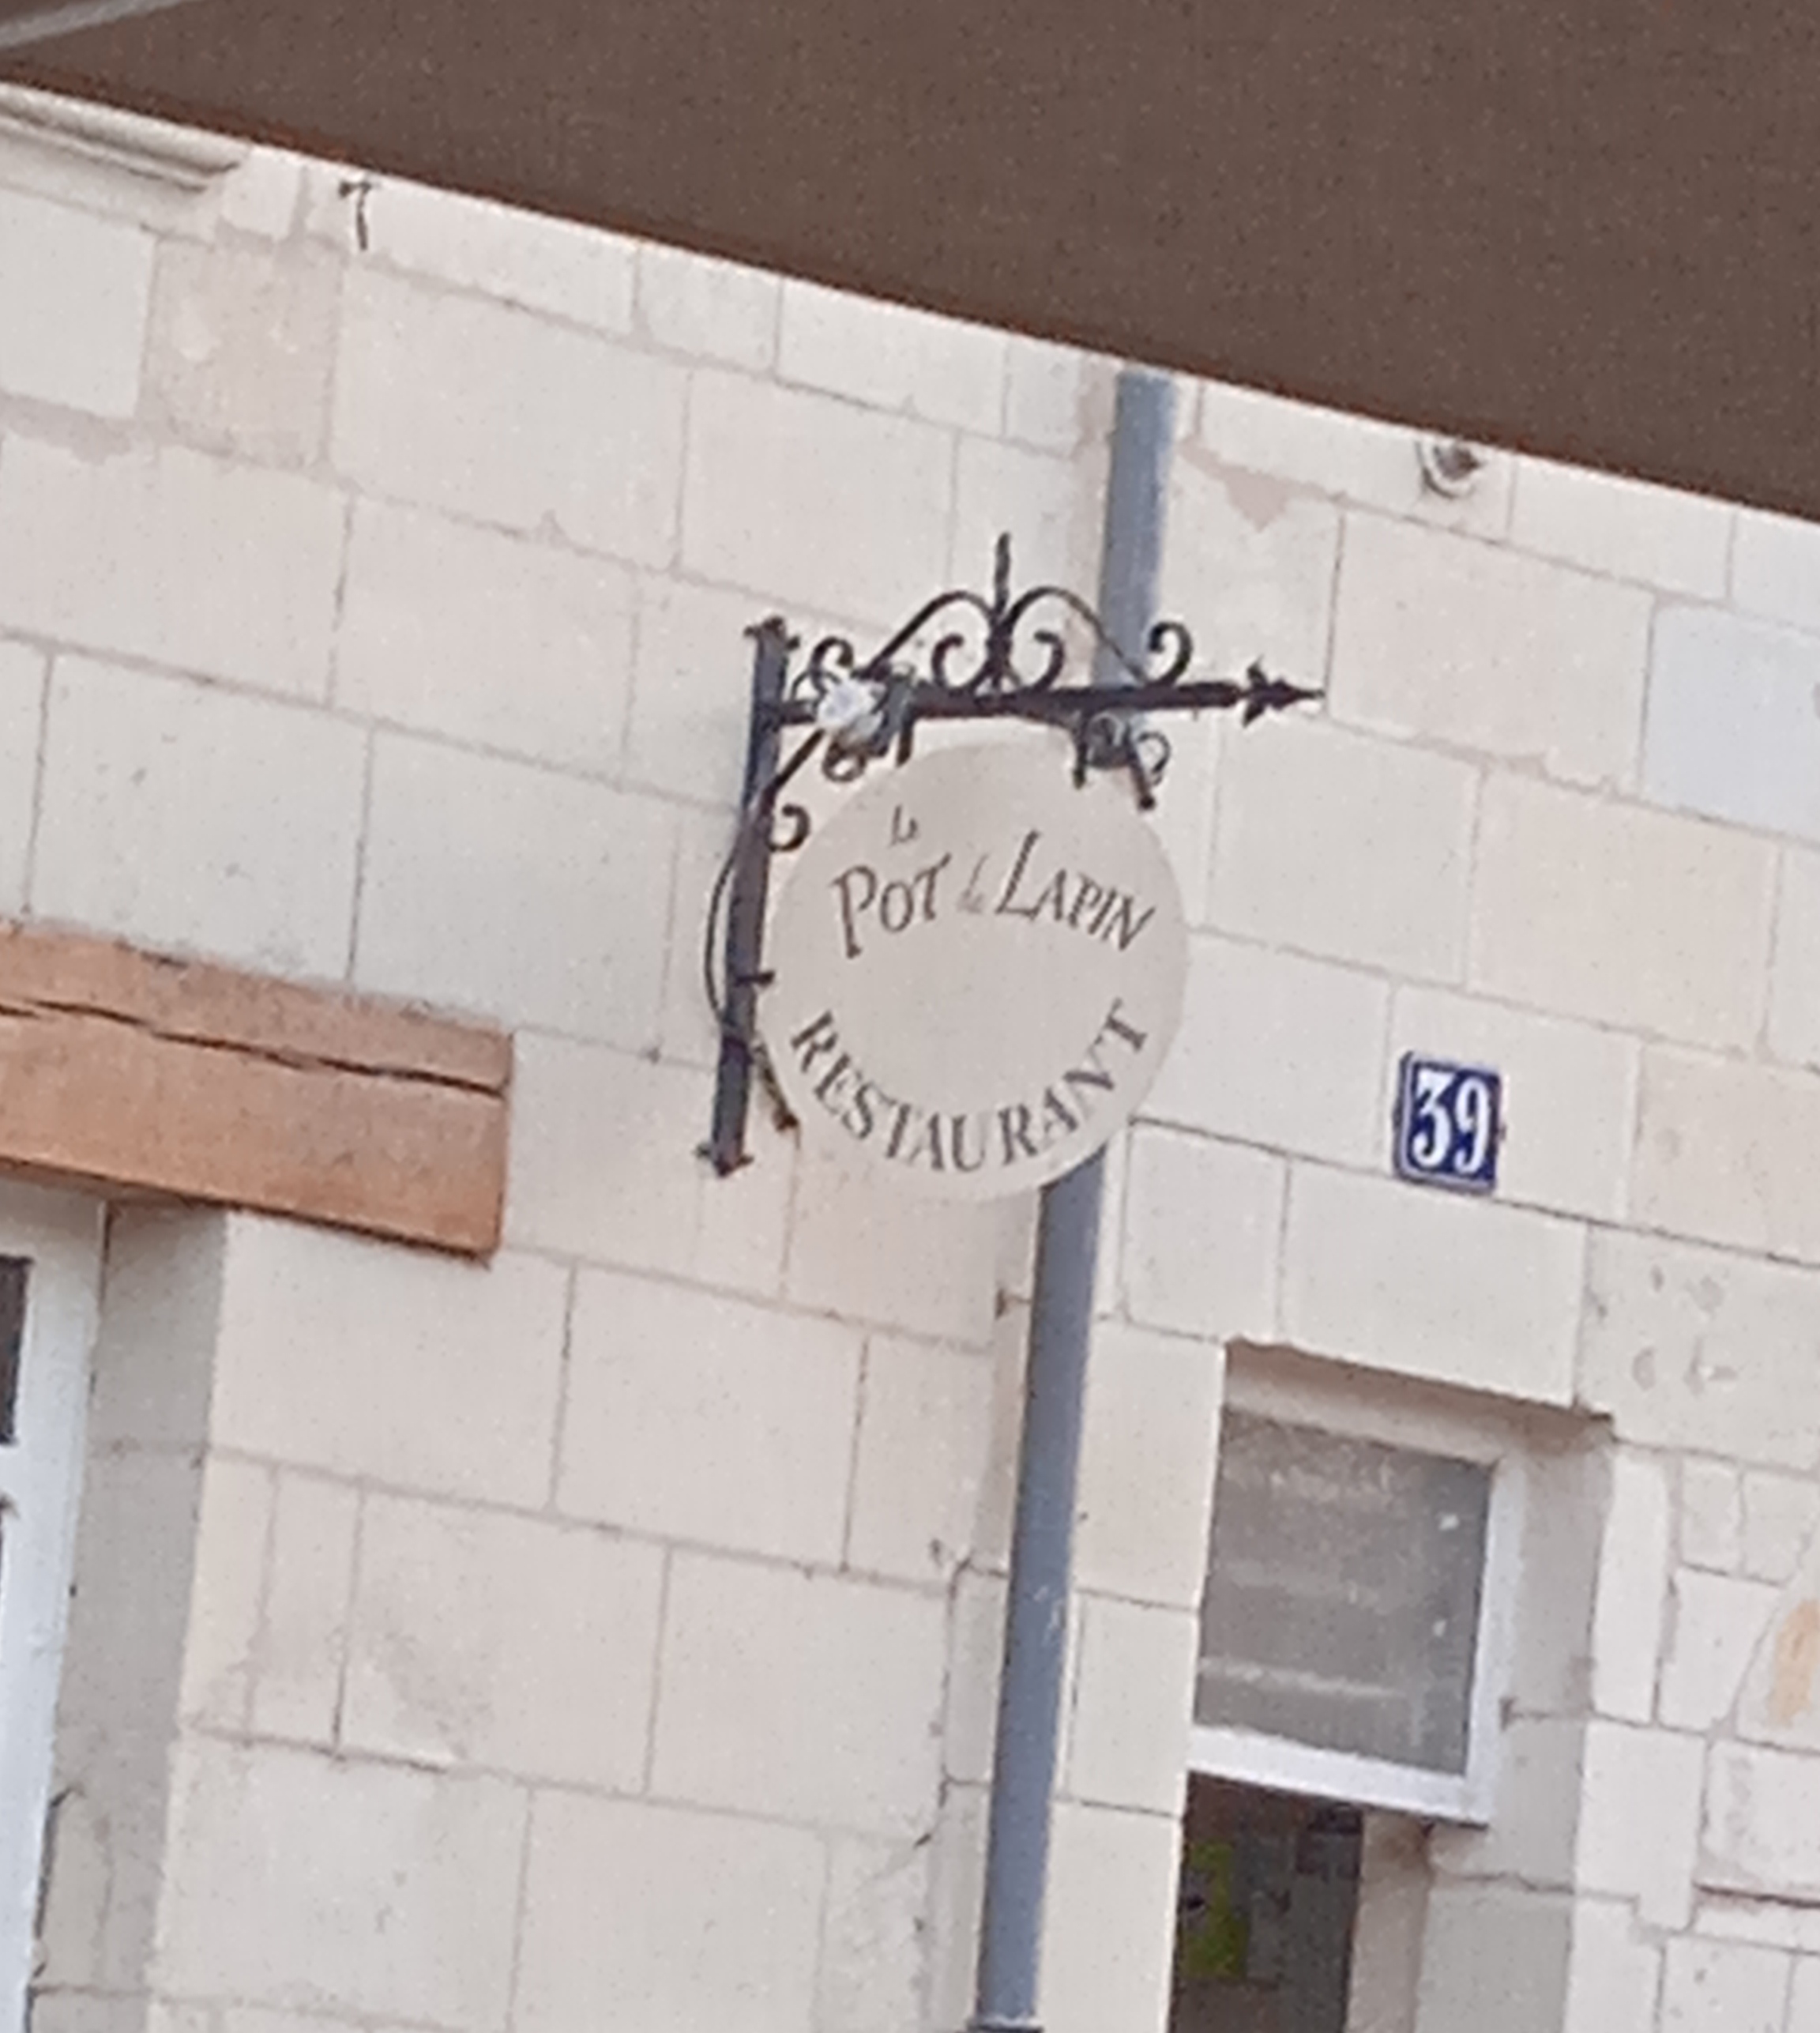 Le
POT de LAPIN
RESTAURANT
39